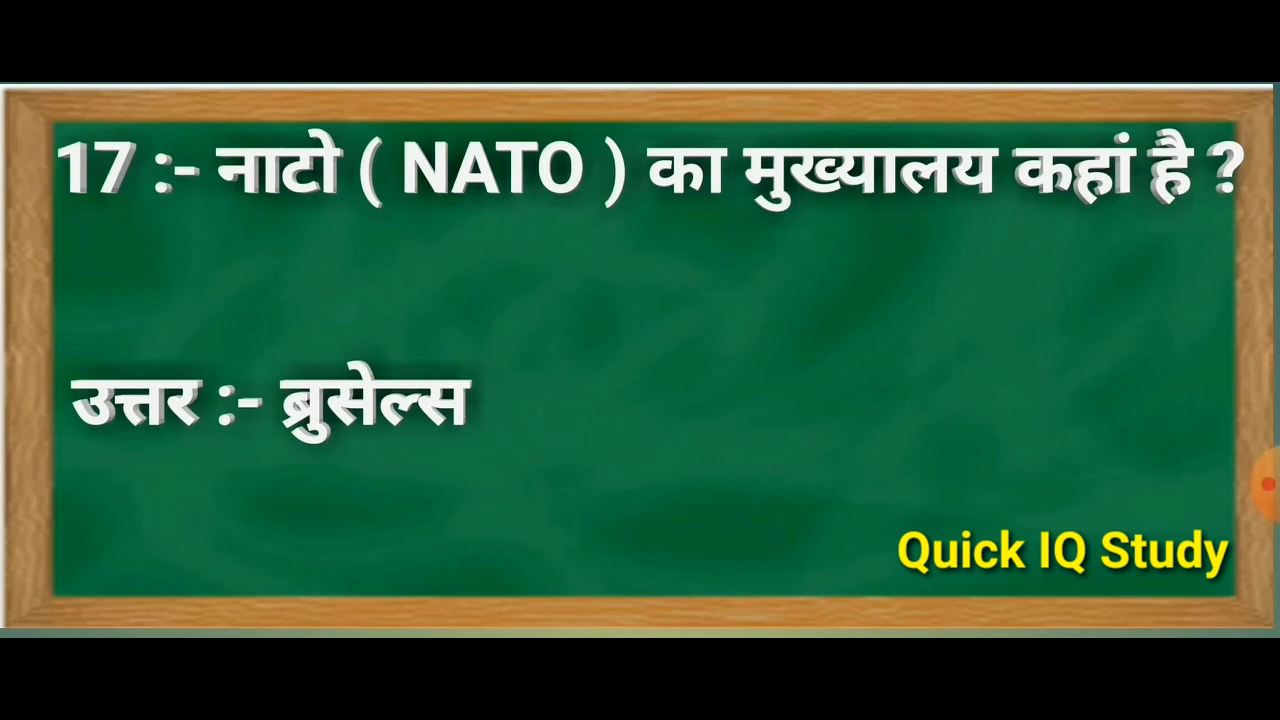 17 :- नाटो ( NATO ) का मुख्यालय कहां है ?
उत्तर :- ब्रुसेल्स
Quick IQ Study